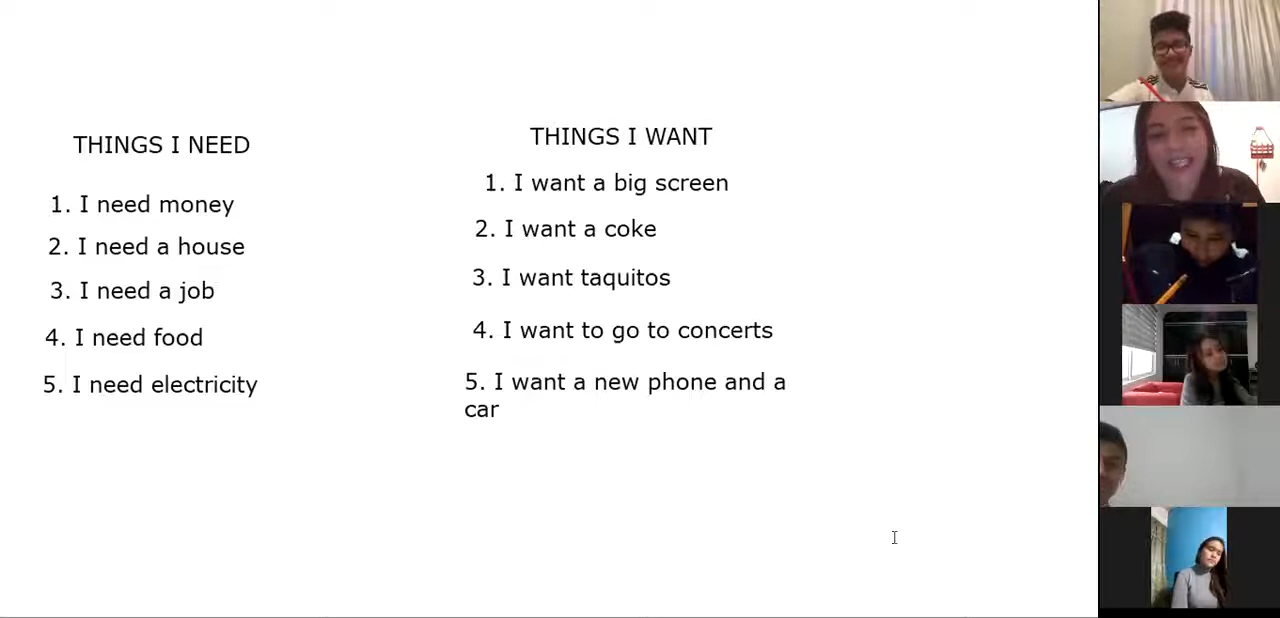 THINGS I NEED
1. I need money
2. I need a house
3. I need a job
4. I need food
5. I need electricity
THINGS I WANT
1. I want a big screen
2. I want a coke
3. I want taquitos
4. I want to go to concerts
5. I want a new phone and a
car